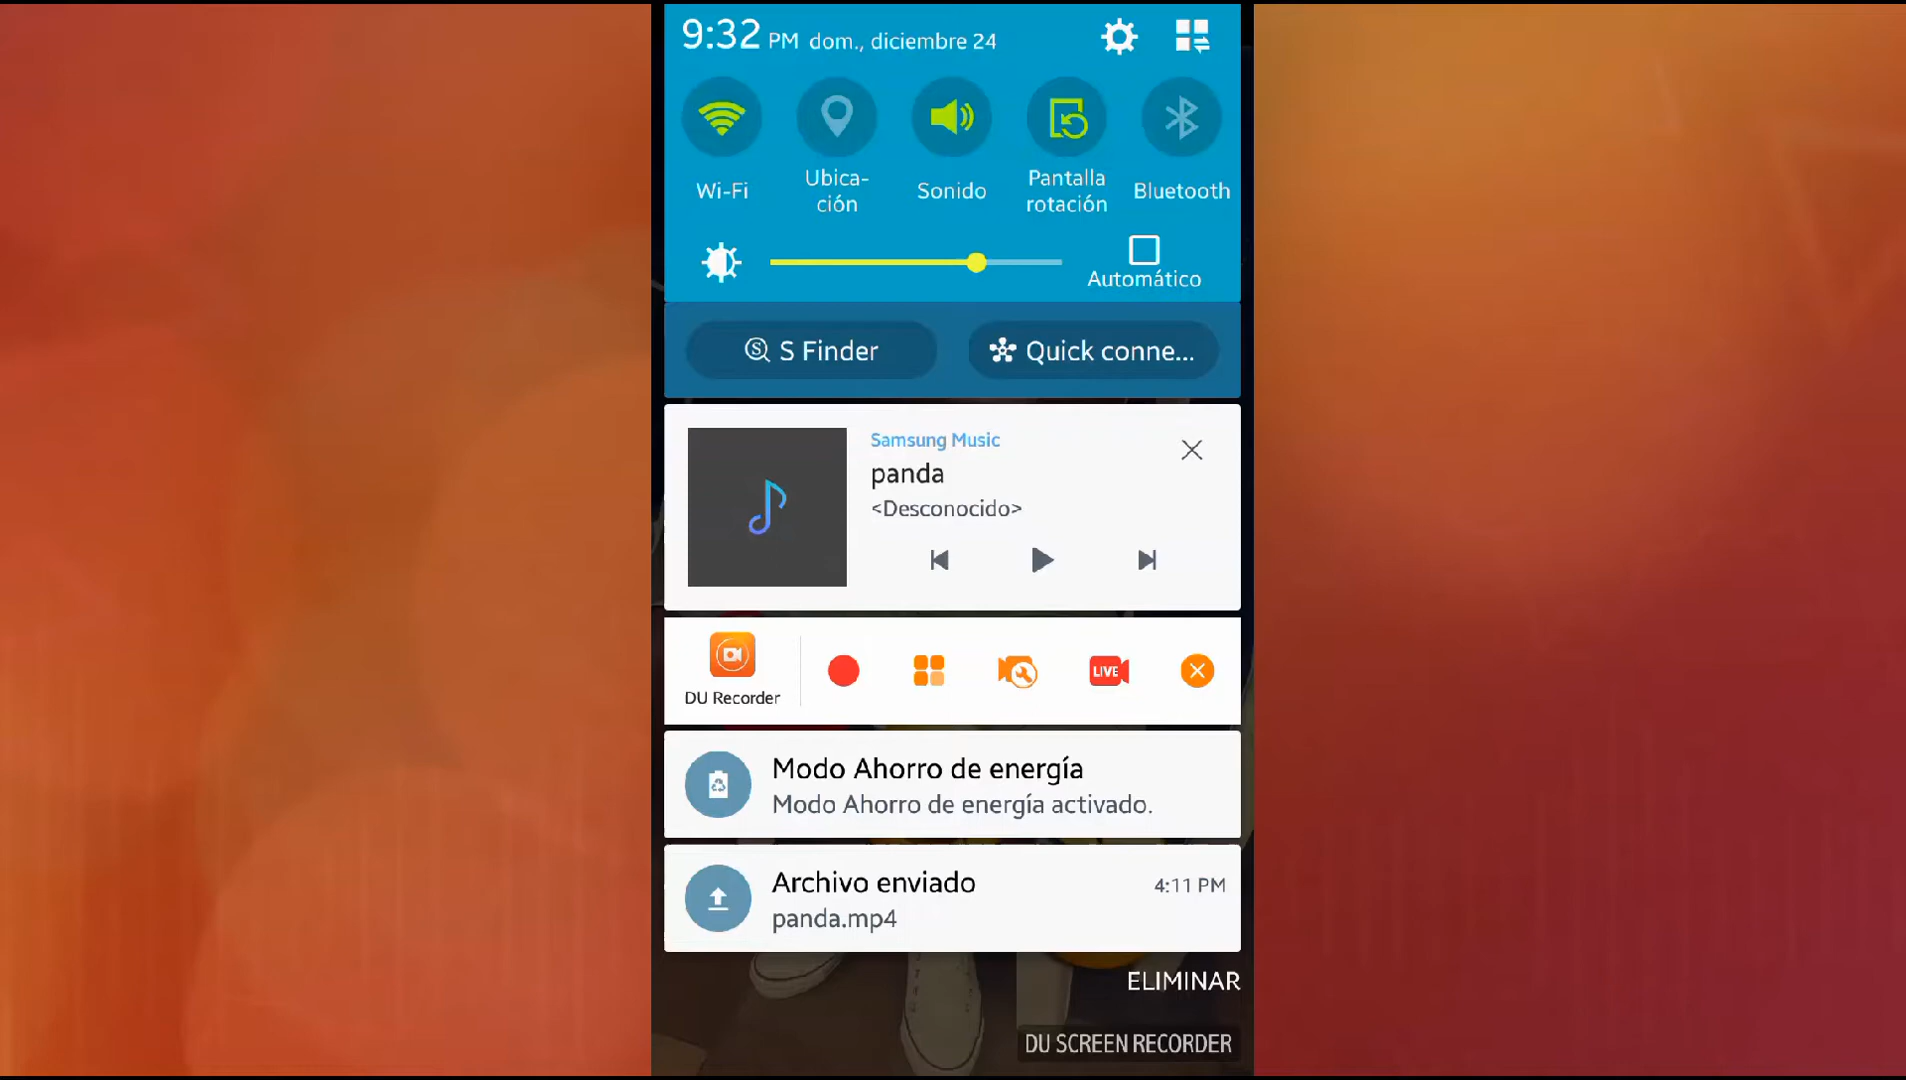 9:32 PM dom., diciembre 24
Wi-Fi
Ubica-
ción
Sonido
Pantalla
rotación
Bluetooth
Automático
S Finder
Quick conne...
Samsung Music
panda
<Desconocido>
DU Recorder
LIVE
Modo Ahorro de energía
Modo Ahorro de energía activado.
Archivo enviado
4:11 PM
panda.mp4
ELIMINAR
DU SCREEN RECORDER